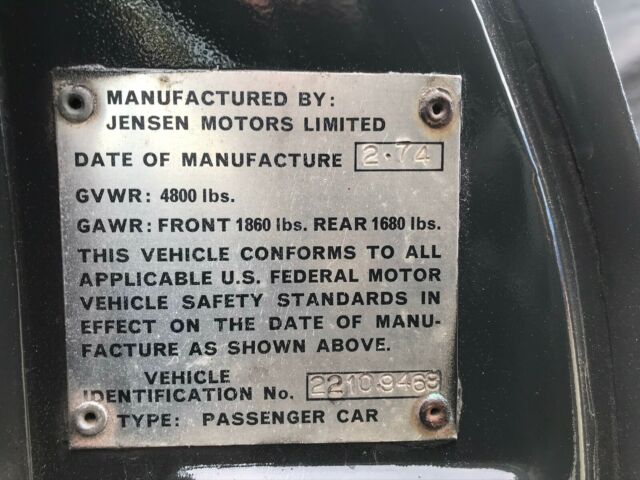 MANUFACTURED BY:
JENSEN MOTORS LIMITED
DATE OF MANUFACTURE 2·74
GVWR: 4800 lbs.
GAWR: FRONT 1860 lbs. REAR 1680 lbs.
THIS VEHICLE CONFORMS TO ALL
APPLICABLE U.S. FEDERAL MOTOR
VEHICLE SAFETY STANDARDS IN
EFFECT ON THE DATE OF MANU-
FACTURE AS SHOWN ABOVE.
VEHICLE
IDENTIFICATION No.
TYPE: PASSENGER CAR